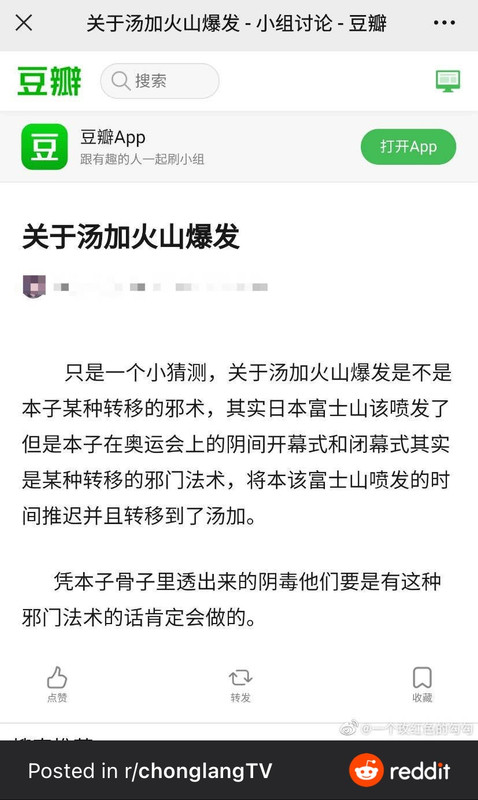 关于汤加火山爆发 - 小组讨论 - 豆瓣
豆瓣
搜索
豆
豆瓣App
跟有趣的人一起刷小组
打开App
关于汤加火山爆发
只是一个小猜测，关于汤加火山爆发是不是
本子某种转移的邪术，其实日本富士山该喷发了
但是本子在奥运会上的阴间开幕式和闭幕式其实
是某种转移的邪门法术，将本该富士山喷发的时
间推迟并且转移到了汤加。
凭本子骨子里透出来的阴毒他们要是有这种
邪门法术的话肯定会做的。
点赞
转发
收藏
@一个玫红色的勾勾
Posted in r/chonglangTV
reddit